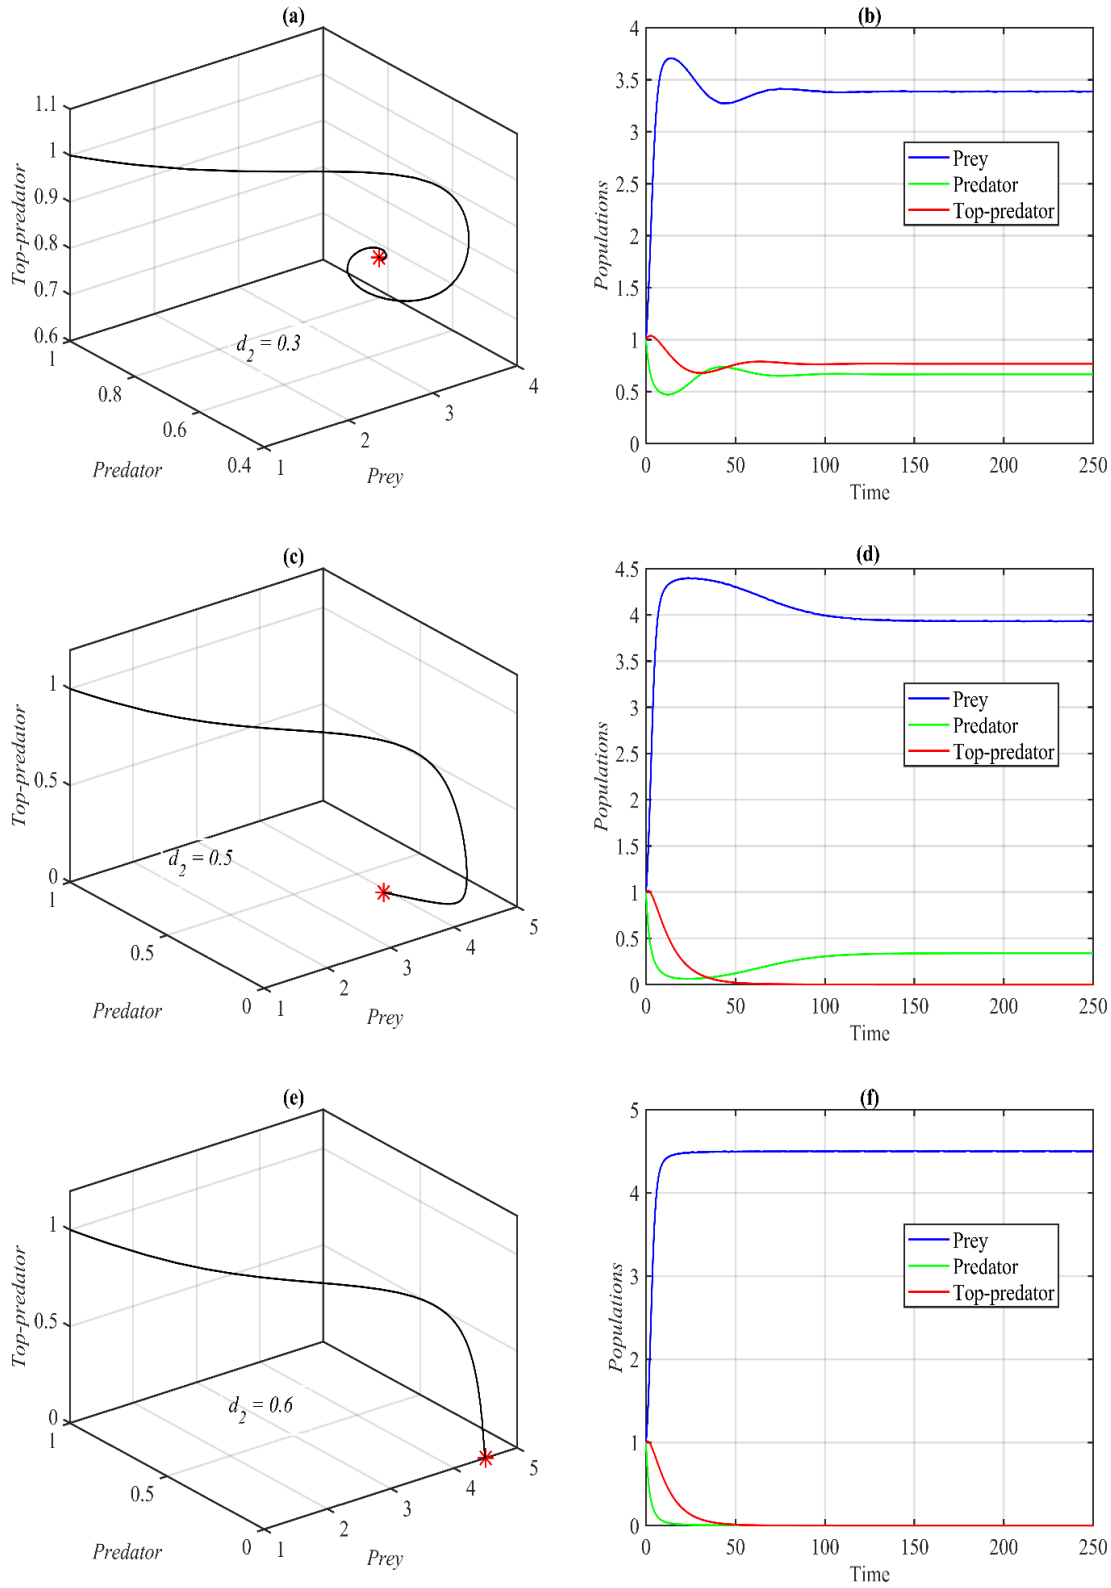 (a)
1.1
1
0.9
0.8
0.7
0.6
Top-predator
1
0.8
0.6
0.4
Predator
1
2
3
4
Prey
d2 = 0.3
(b)
4
3.5
3
2.5
2
1.5
1
0.5
0
Populations
Prey
Predator
Top-predator
0 50 100 150 200 250
Time
(c)
1
0.5
0
Top-predator
1
0.5
0
Predator
1
2
3
4
5
Prey
d2 = 0.5
(d)
4.5
4
3.5
3
2.5
2
1.5
1
0.5
0
Populations
Prey
Predator
Top-predator
0 50 100 150 200 250
Time
(e)
1
0.5
0
Top-predator
1
0.5
0
Predator
1
2
3
4
5
Prey
d2 = 0.6
(f)
5
4
3
2
1
0
Populations
Prey
Predator
Top-predator
0 50 100 150 200 250
Time